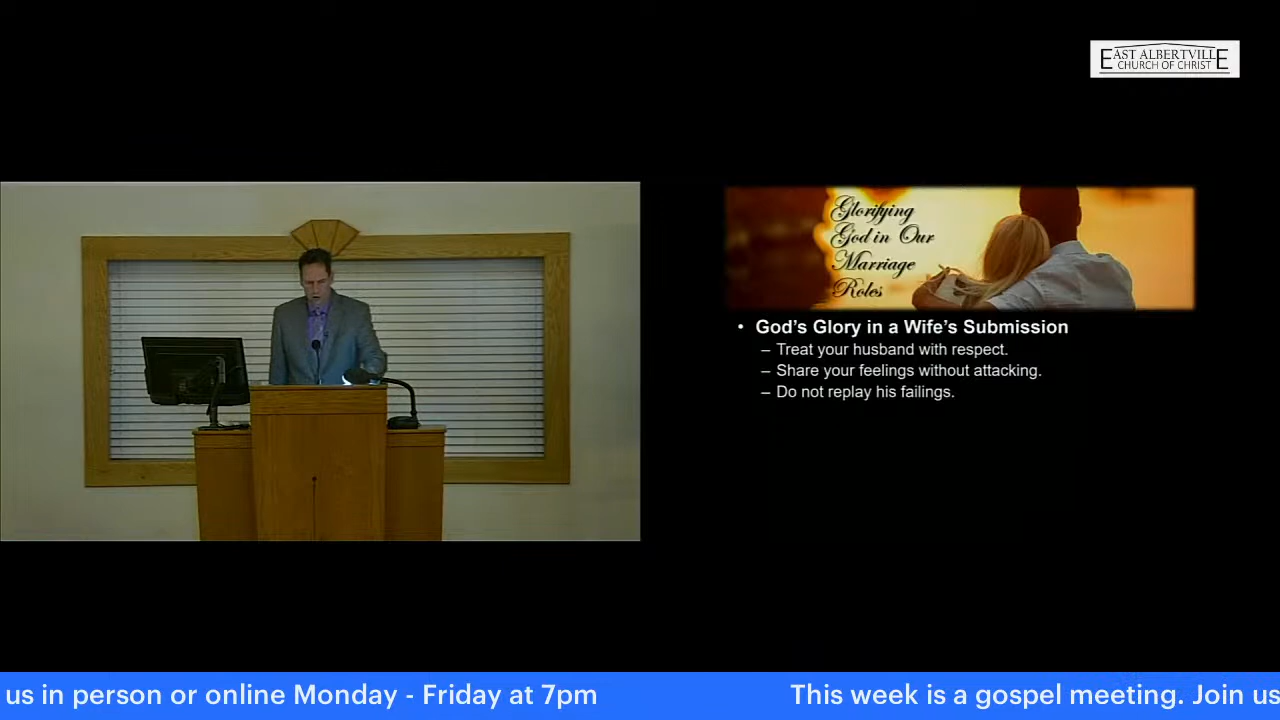 EAST ALBERTVILLE
CHURCH OF CHRIST
Glorifying
God in Our
Marriage
Roles
• God's Glory in a Wife's Submission
– Treat your husband with respect.
– Share your feelings without attacking.
– Do not replay his failings.
us in person or online Monday - Friday at 7pm
This week is a gospel meeting. Join us